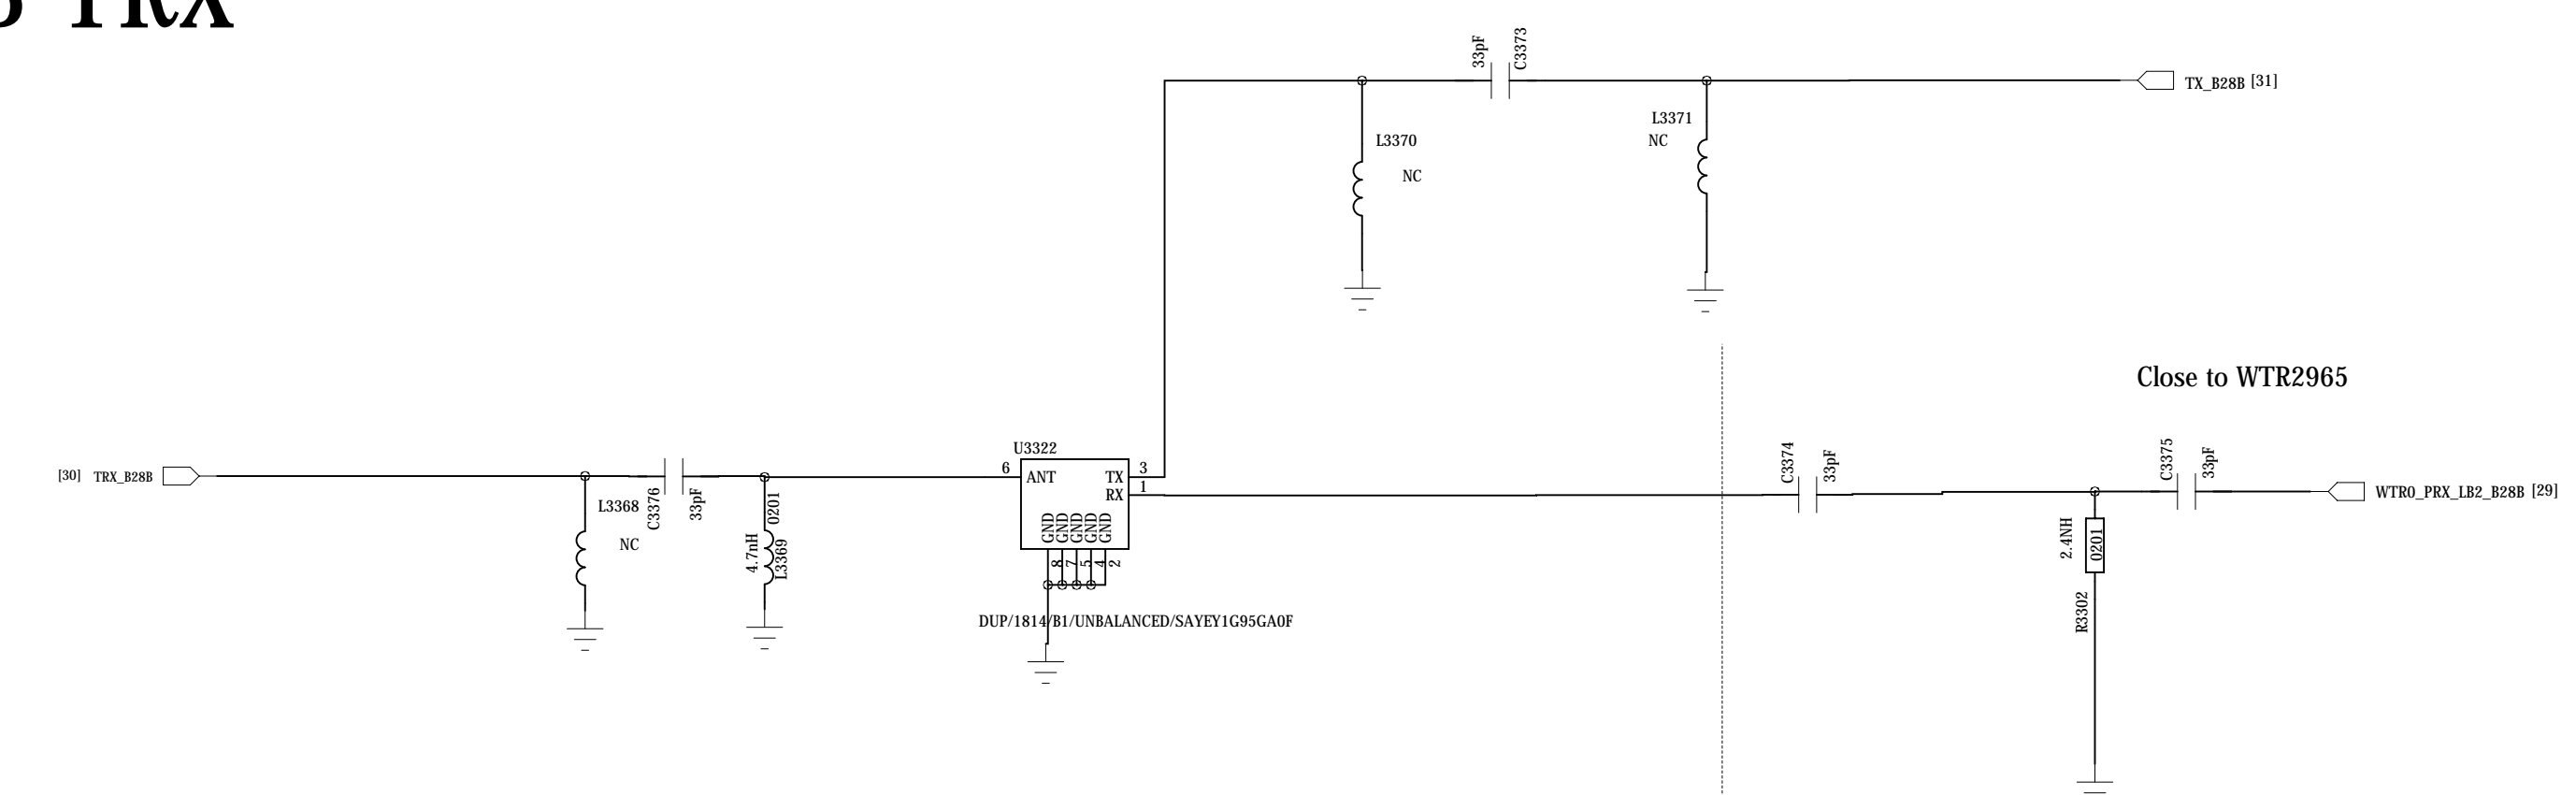 TRX
33pF
C3373
TX_B28B [31]
L3370
NC
L3371
NC
Close to WTR2965
[30] TRX_B28B
L3368
NC
C3376
33pF
0201
4.7nH
L3369
U3322
6
ANT
TX
3
RX
1
GND
GND
GND
GND
GND
8
7
5
4
2
DUP/1814/B1/UNBALANCED/SAYEY1G95GA0F
C3374
33pF
C3375
33pF
WTR0_PRX_LB2_B28B [29]
2.4NH
0201
R3302